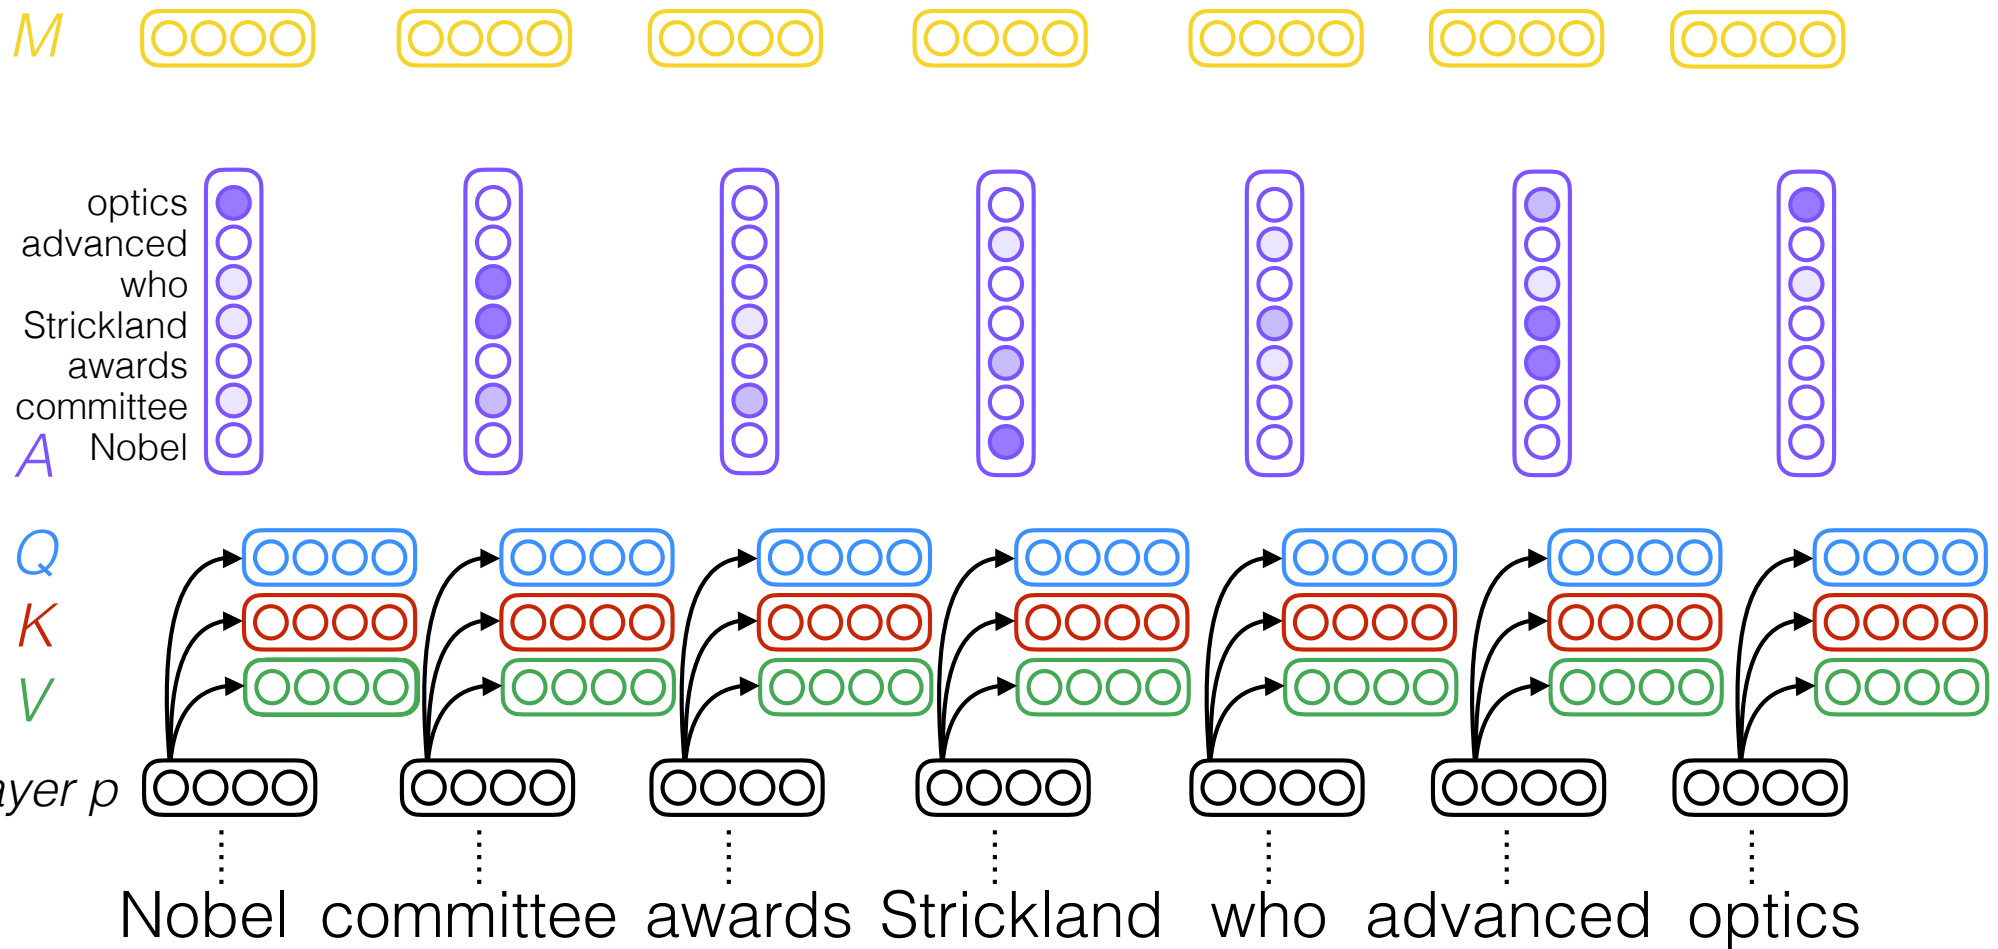 M
optics
advanced
who
Strickland
awards
committee
A Nobel
Q
K
V
ayer p
Nobel committee awards Strickland who advanced optics